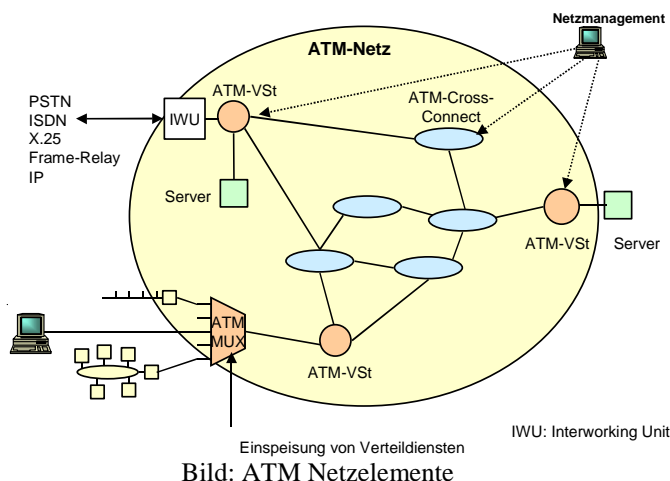 Netzmanagement
ATM-Netz
ATM-VSt
PSTN
ISDN
X.25
Frame-Relay
IP
IWU
ATM-Cross-
Connect
Server
ATM-VSt
Server
ATM
MUX
ATM-VSt
IWU: Interworking Unit
Einspeisung von Verteildiensten
Bild: ATM Netzelemente